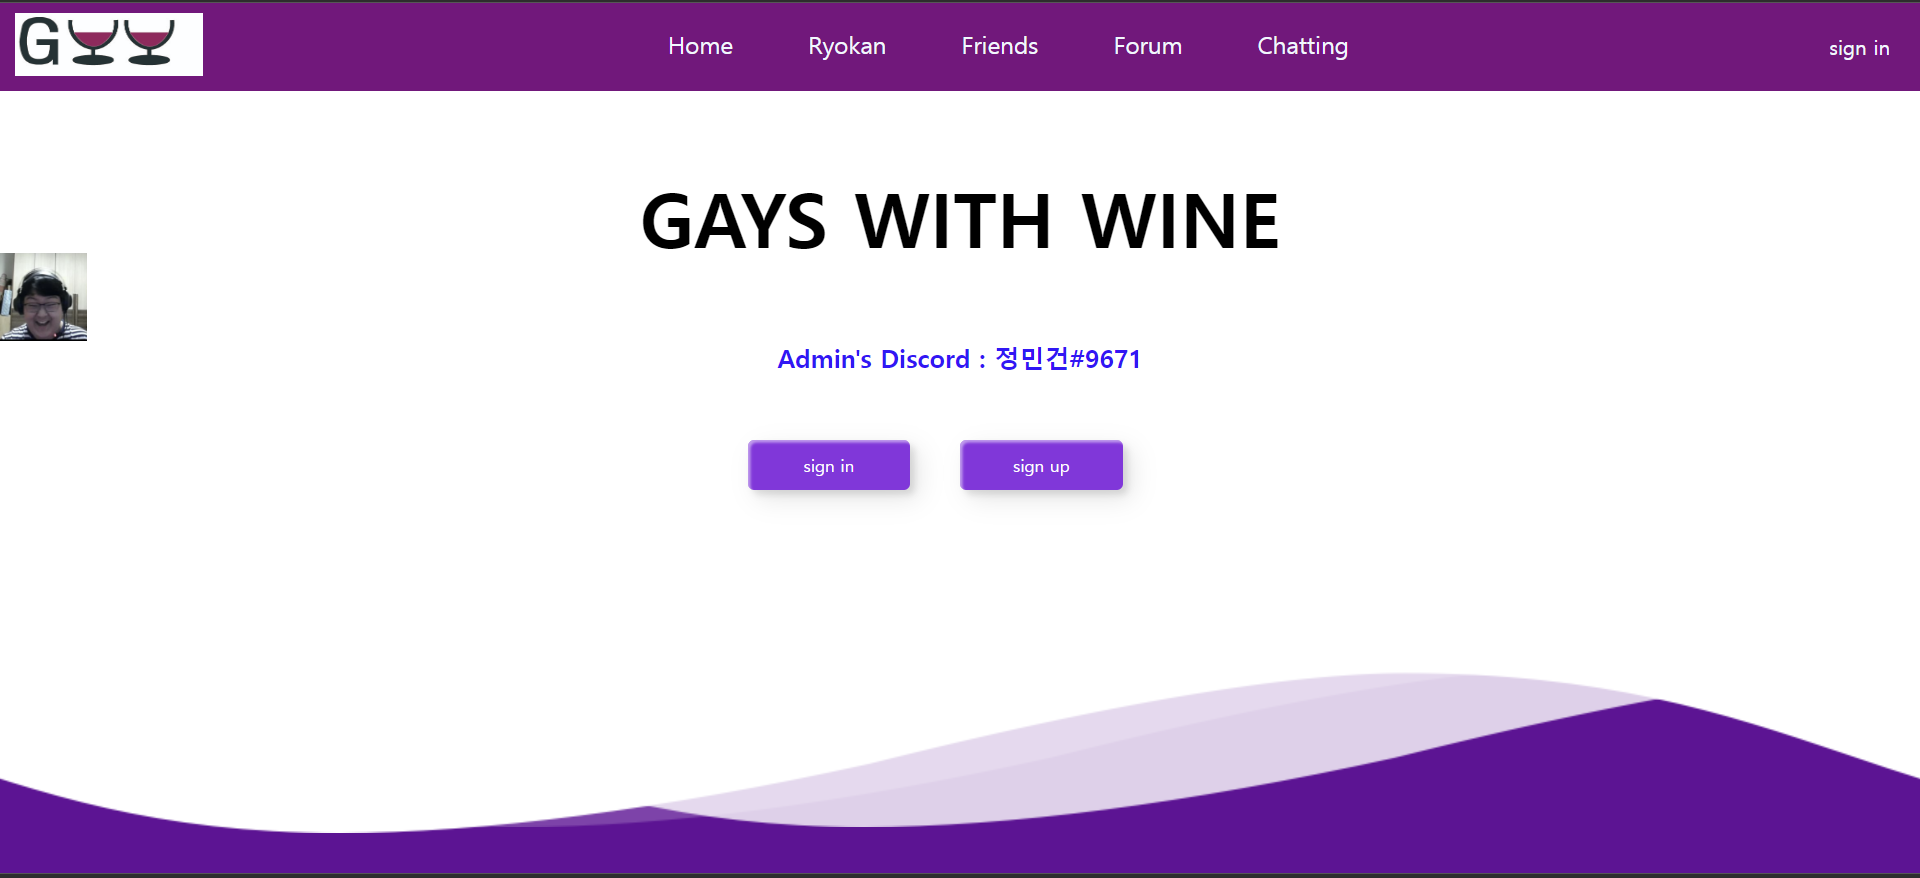 G
Home Ryokan Friends Forum Chatting sign in
GAYS WITH WINE
Admin's Discord : 정민건#9671
sign in sign up